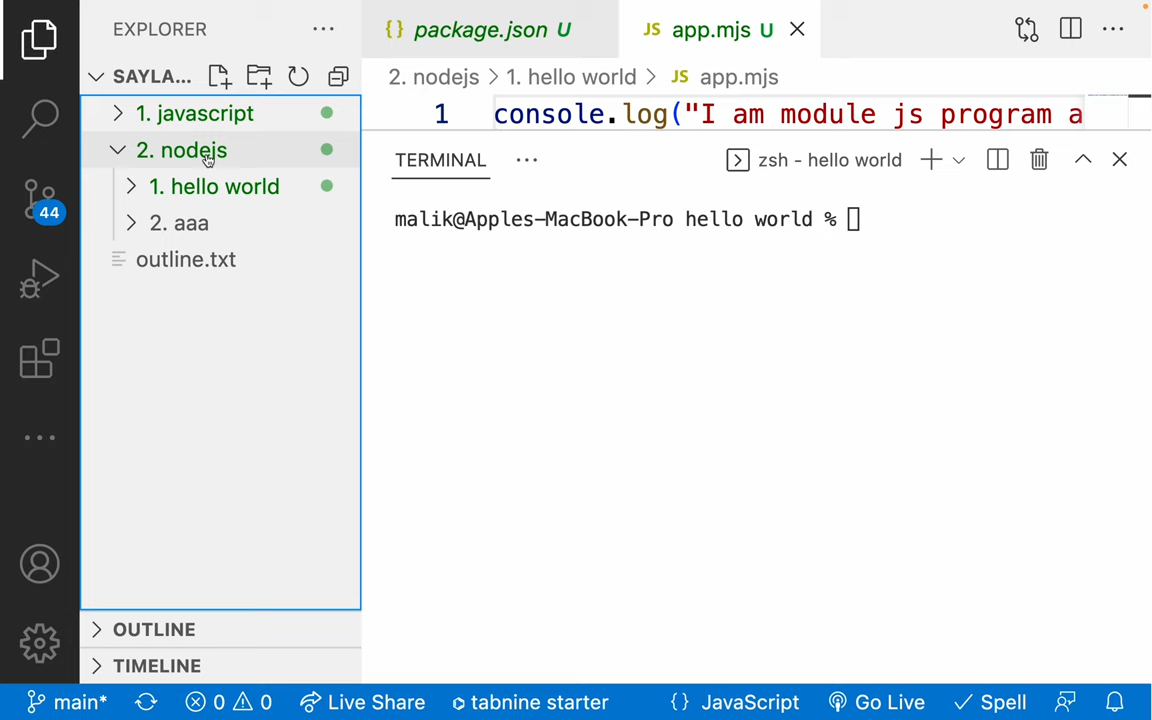 EXPLORER
SAYLA...
1. javascript
2. nodejs
1. hello world
2. aaa
outline.txt
OUTLINE
TIMELINE
44
{} package.json U
JS app.mjs U
2. nodejs > 1. hello world > JS app.mjs
1 console.log("I am module js program a
TERMINAL
zsh - hello world
malik@Apples-MacBook-Pro hello world %
main* 0 0 Live Share tabnine starter {} JavaScript Go Live Spell